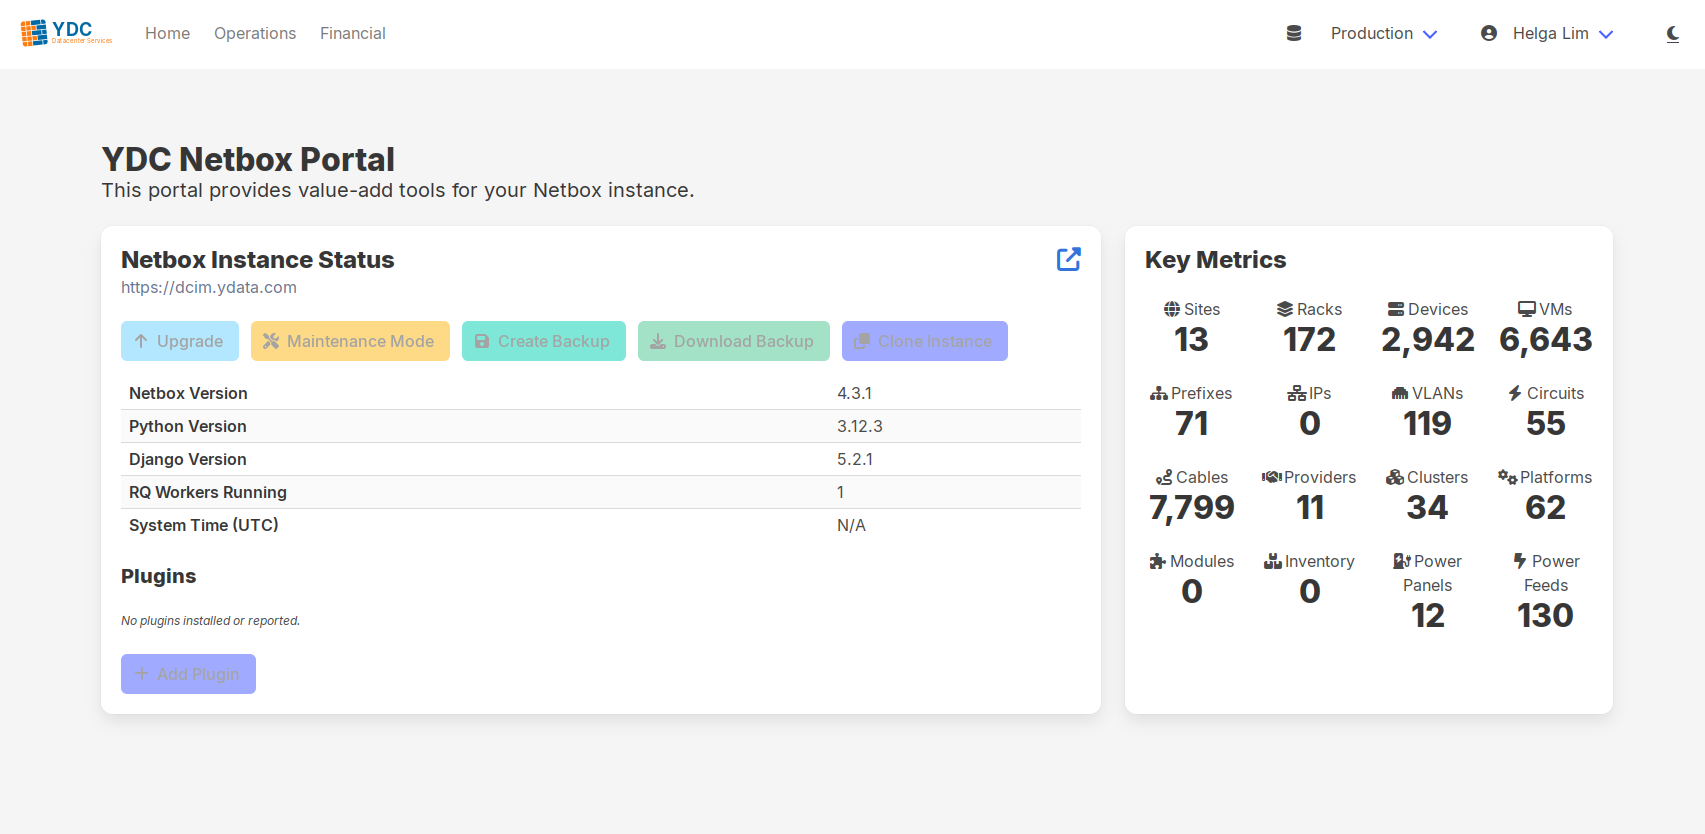 YDC
Datacenter Services
Home
Operations
Financial
Production
Helga Lim
YDC Netbox Portal
This portal provides value-add tools for your Netbox instance.
Netbox Instance Status
https://dcim.ydata.com
Upgrade
Maintenance Mode
Create Backup
Download Backup
Clone Instance
Netbox Version 4.3.1
Python Version 3.12.3
Django Version 5.2.1
RQ Workers Running 1
System Time (UTC) N/A
Plugins
No plugins installed or reported.
Add Plugin
Key Metrics
Sites
13
Racks
172
Devices
2,942
VMs
6,643
Prefixes
71
IPs
0
VLANs
119
Circuits
55
Cables
7,799
Providers
11
Clusters
34
Platforms
62
Modules
0
Inventory
0
Power
Panels
12
Power
Feeds
130